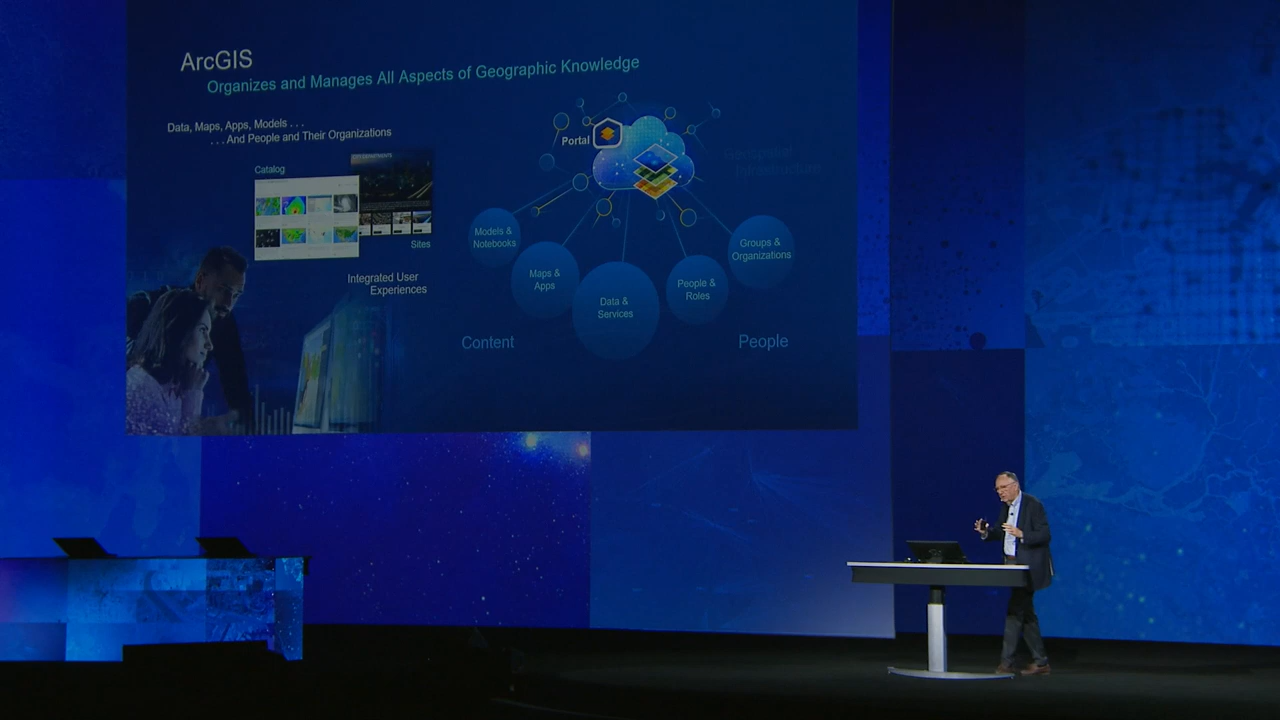 ArcGIS
Organizes and Manages All Aspects of Geographic Knowledge
Data, Maps, Apps, Models . . .
. . . And People and Their Organizations
Catalog
Sites
Integrated User
Experiences
Portal
Models &
Notebooks
Maps &
Apps
Data &
Services
People &
Roles
Groups &
Organizations
Content
People